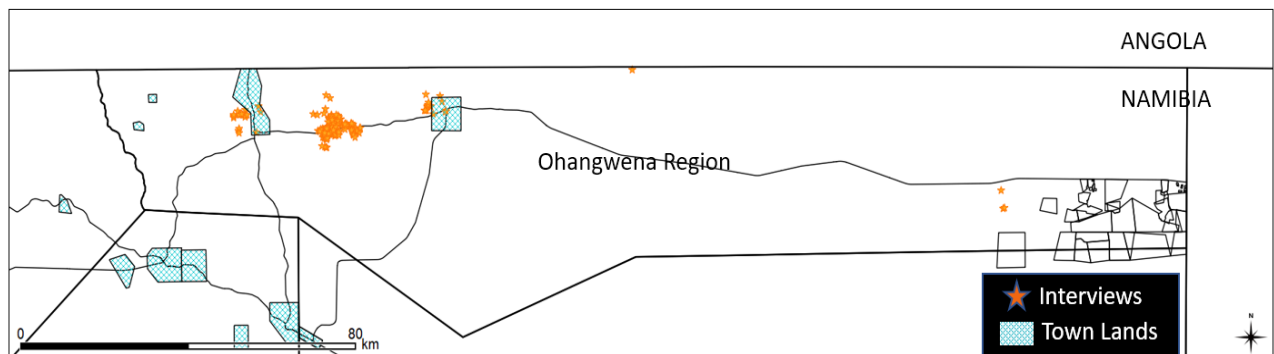 ANGOLA
NAMIBIA
Ohangwena Region
Interviews
Town Lands
0 80
km
N